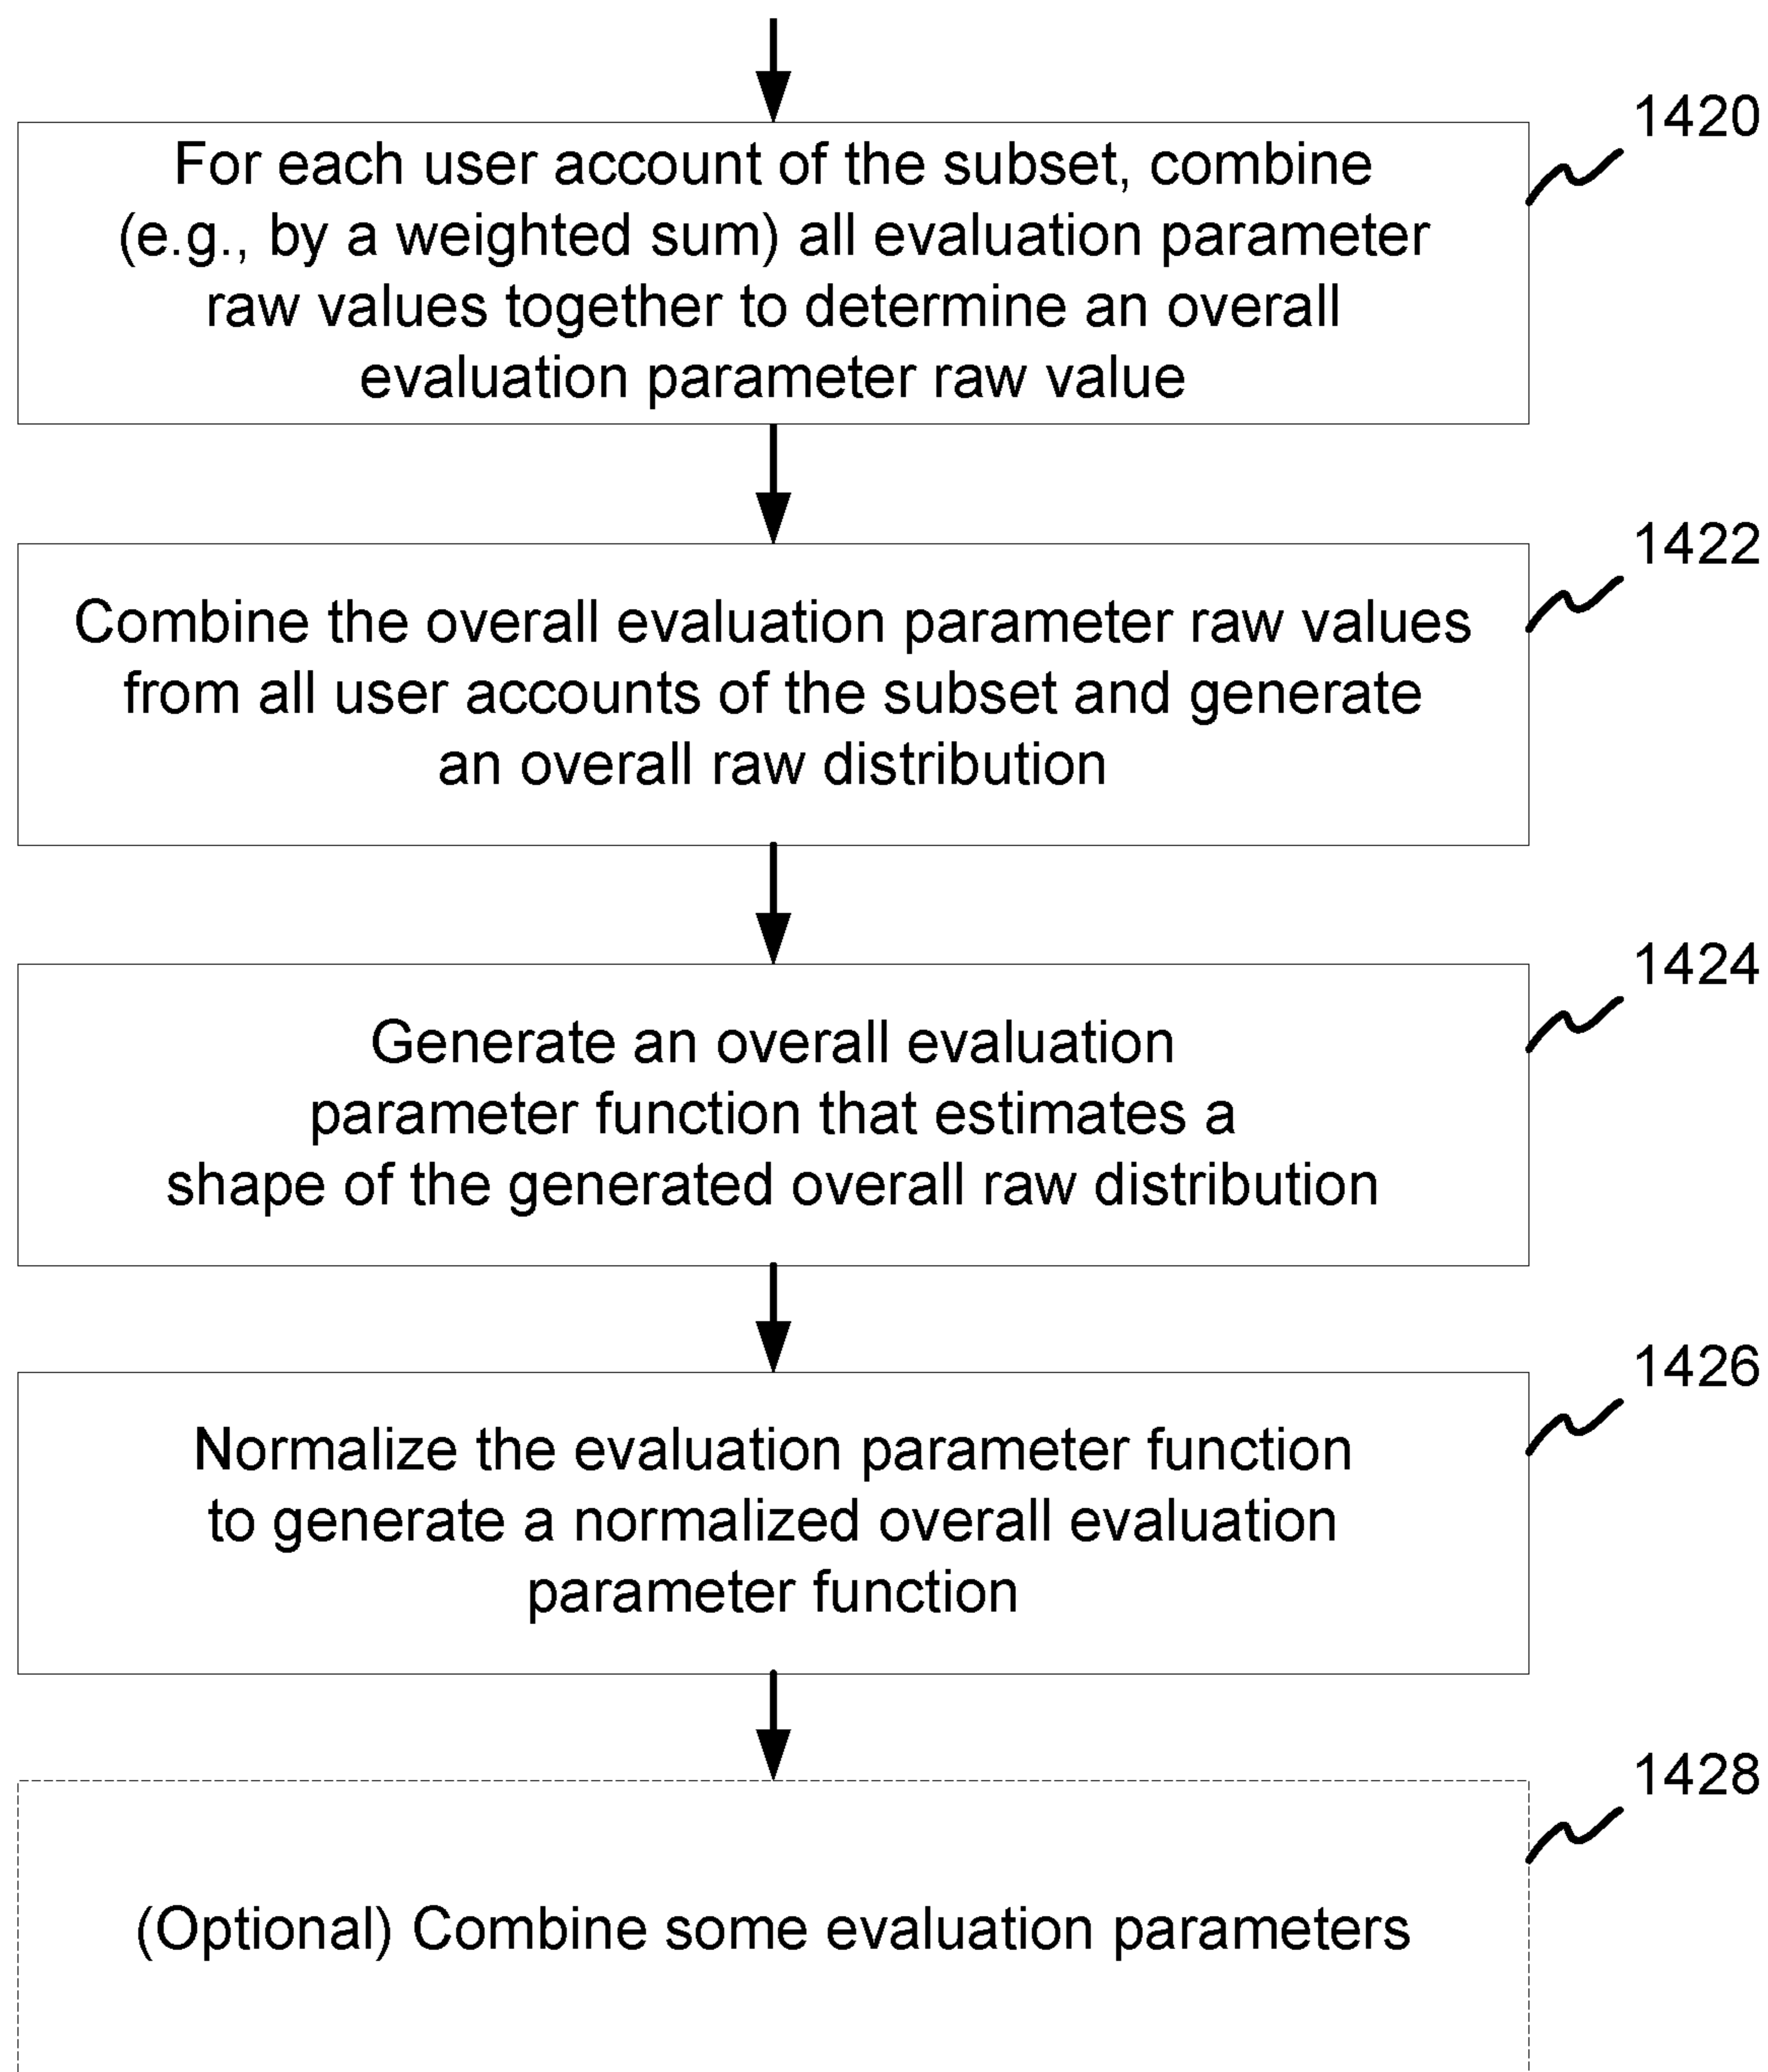 1420
For each user account of the subset, combine
(e.g., by a weighted sum) all evaluation parameter
raw values together to determine an overall
evaluation parameter raw value
1422
Combine the overall evaluation parameter raw values
from all user accounts of the subset and generate
an overall raw distribution
1424
Generate an overall evaluation
parameter function that estimates a
shape of the generated overall raw distribution
1426
Normalize the evaluation parameter function
to generate a normalized overall evaluation
parameter function
1428
(Optional) Combine some evaluation parameters